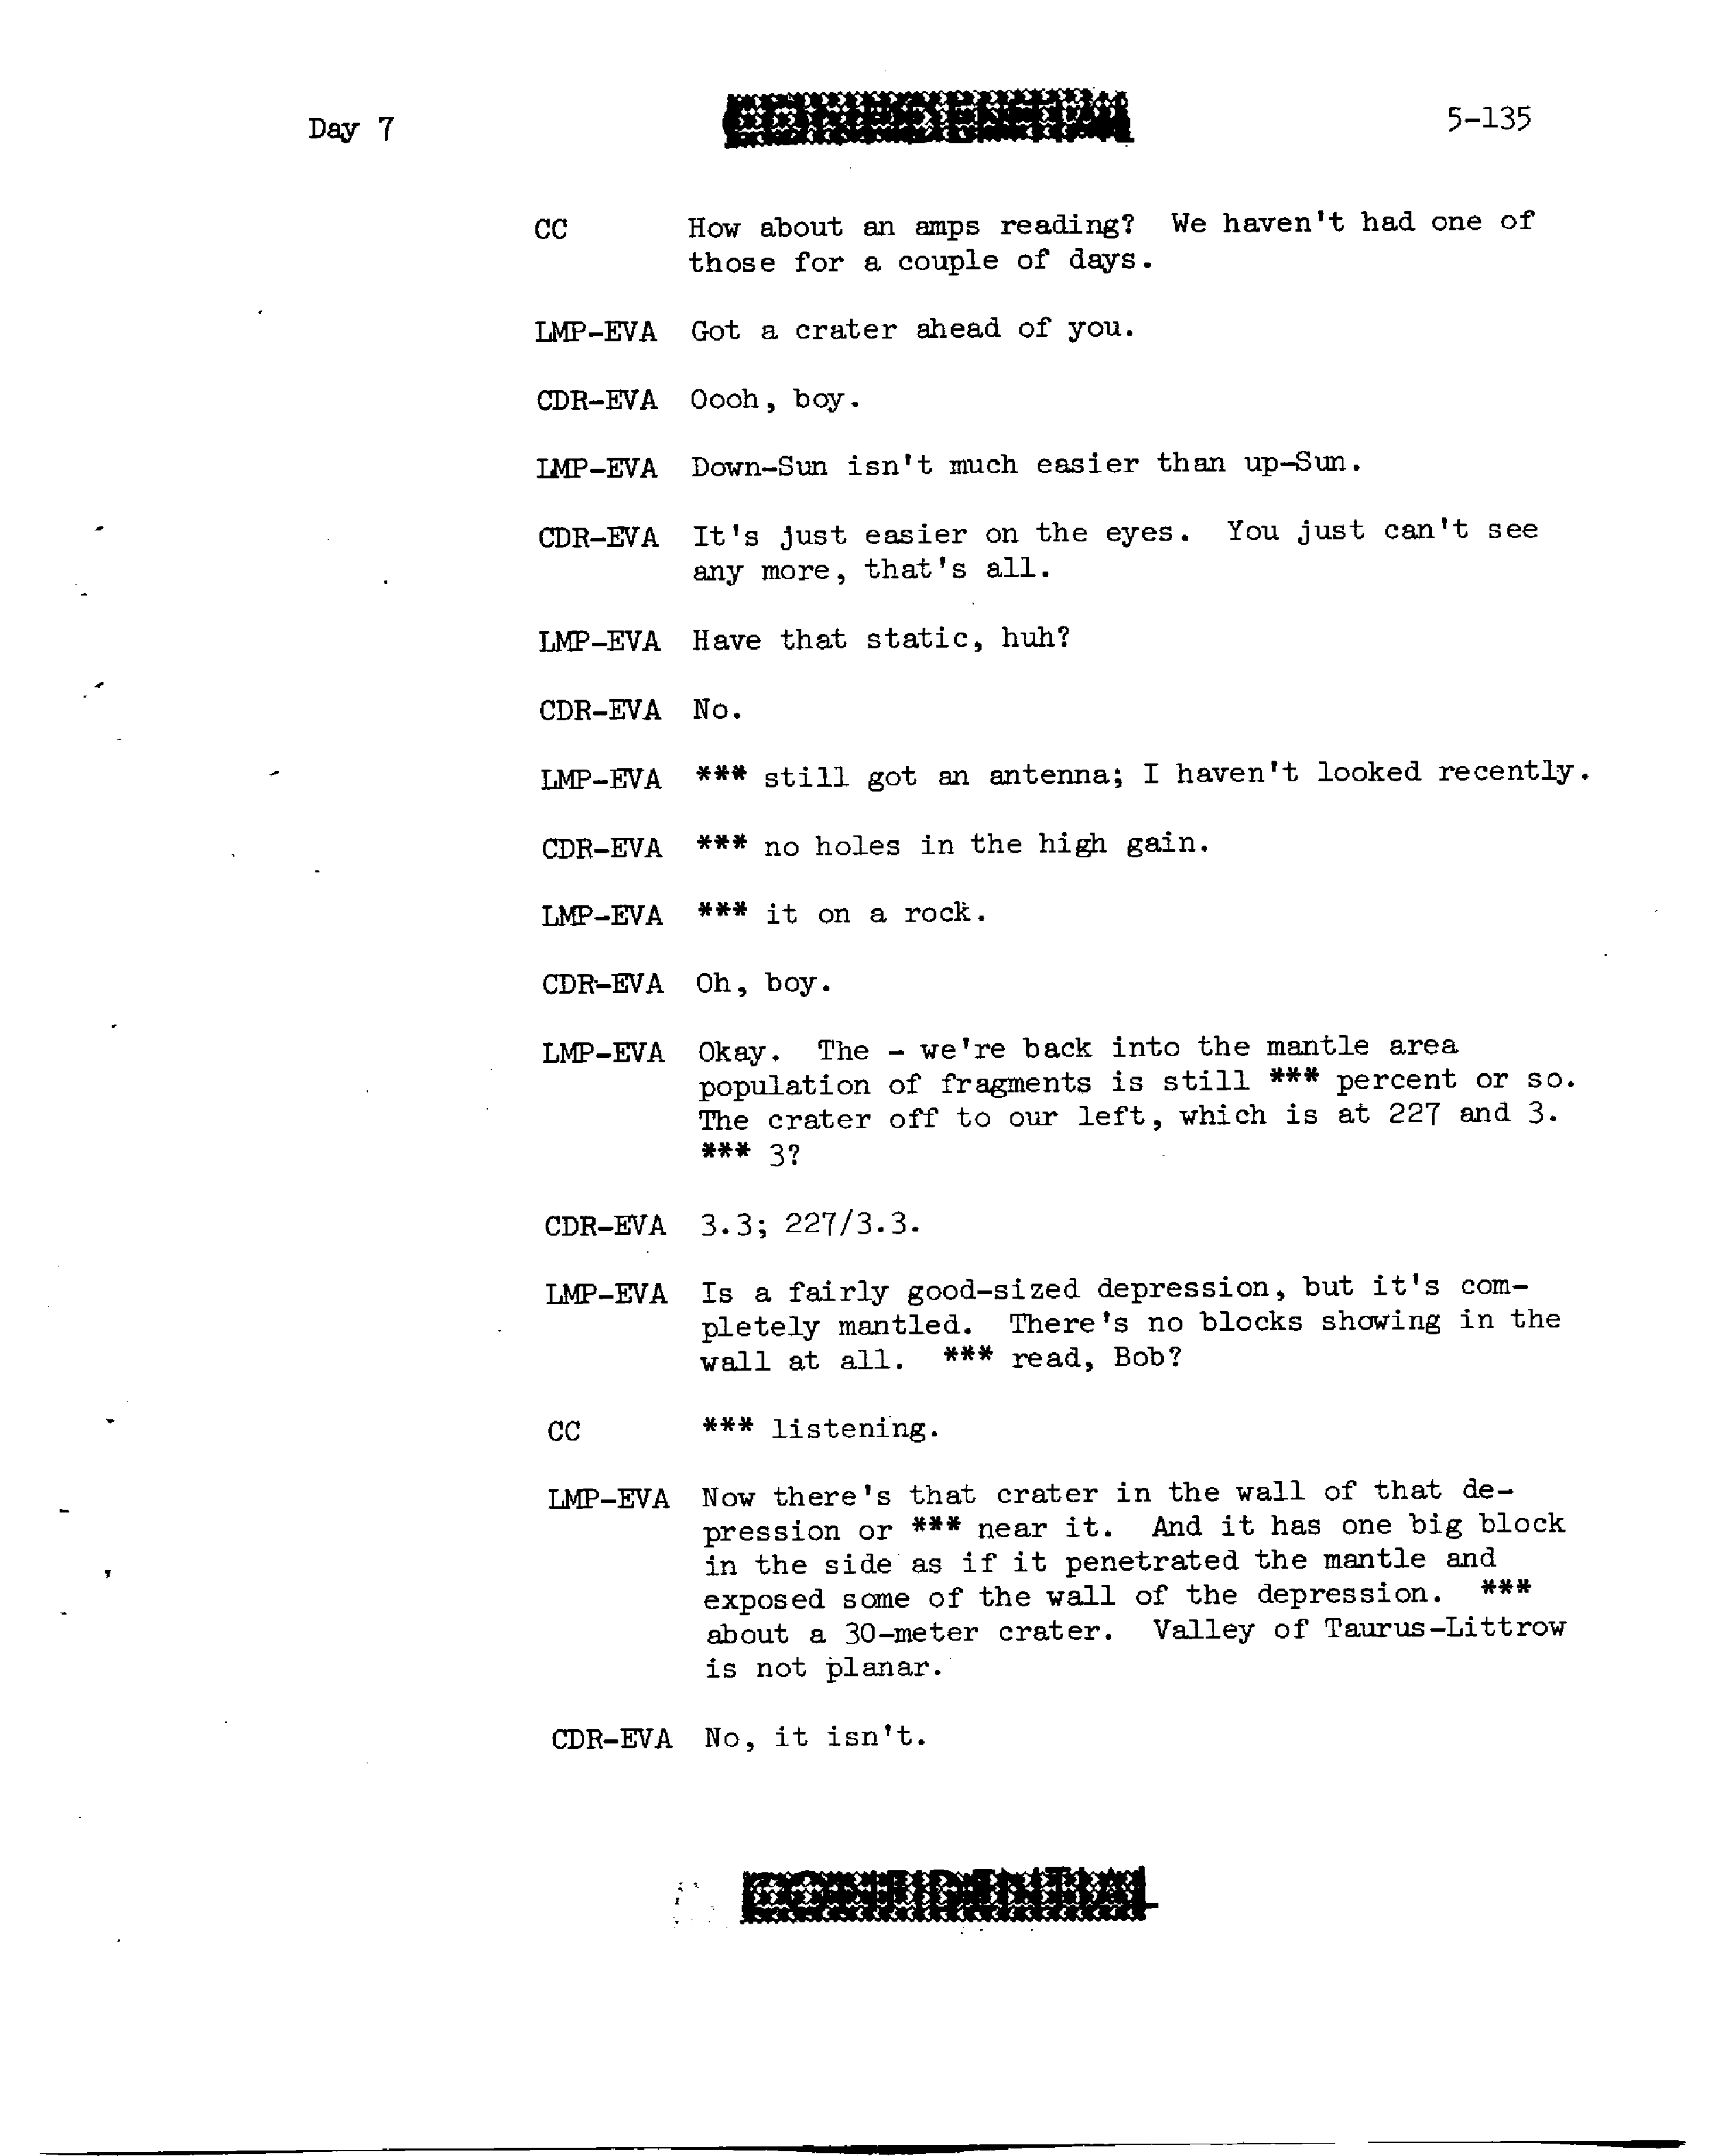 Day 7
CONFIDENTIAL
5-135
CC How about an amps reading? We haven't had one of
those for a couple of days.
LMP-EVA Got a crater ahead of you.
CDR-EVA Oooh, boy.
LMP-EVA Down-Sun isn't much easier than up-Sun.
CDR-EVA It's just easier on the eyes. You just can't see
any more, that's all.
LMP-EVA Have that static, huh?
CDR-EVA No.
LMP-EVA *** still got an antenna; I haven't looked recently.
CDR-EVA *** no holes in the high gain.
LMP-EVA *** it on a rock.
CDR-EVA Oh, boy.
LMP-EVA Okay. The - we're back into the mantle area
population of fragments is still *** percent or so.
The crater off to our left, which is at 227 and 3.
*** 3?
CDR-EVA 3.3; 227/3.3.
LMP-EVA Is a fairly good-sized depression, but it's com-
pletely mantled. There's no blocks showing in the
wall at all. *** read, Bob?
CC *** listening.
LMP-EVA Now there's that crater in the wall of that de-
pression or *** near it. And it has one big block
in the side as if it penetrated the mantle and
exposed some of the wall of the depression. ***
about a 30-meter crater. Valley of Taurus-Littrow
is not planar.
CDR-EVA No, it isn't.
CONFIDENTIAL